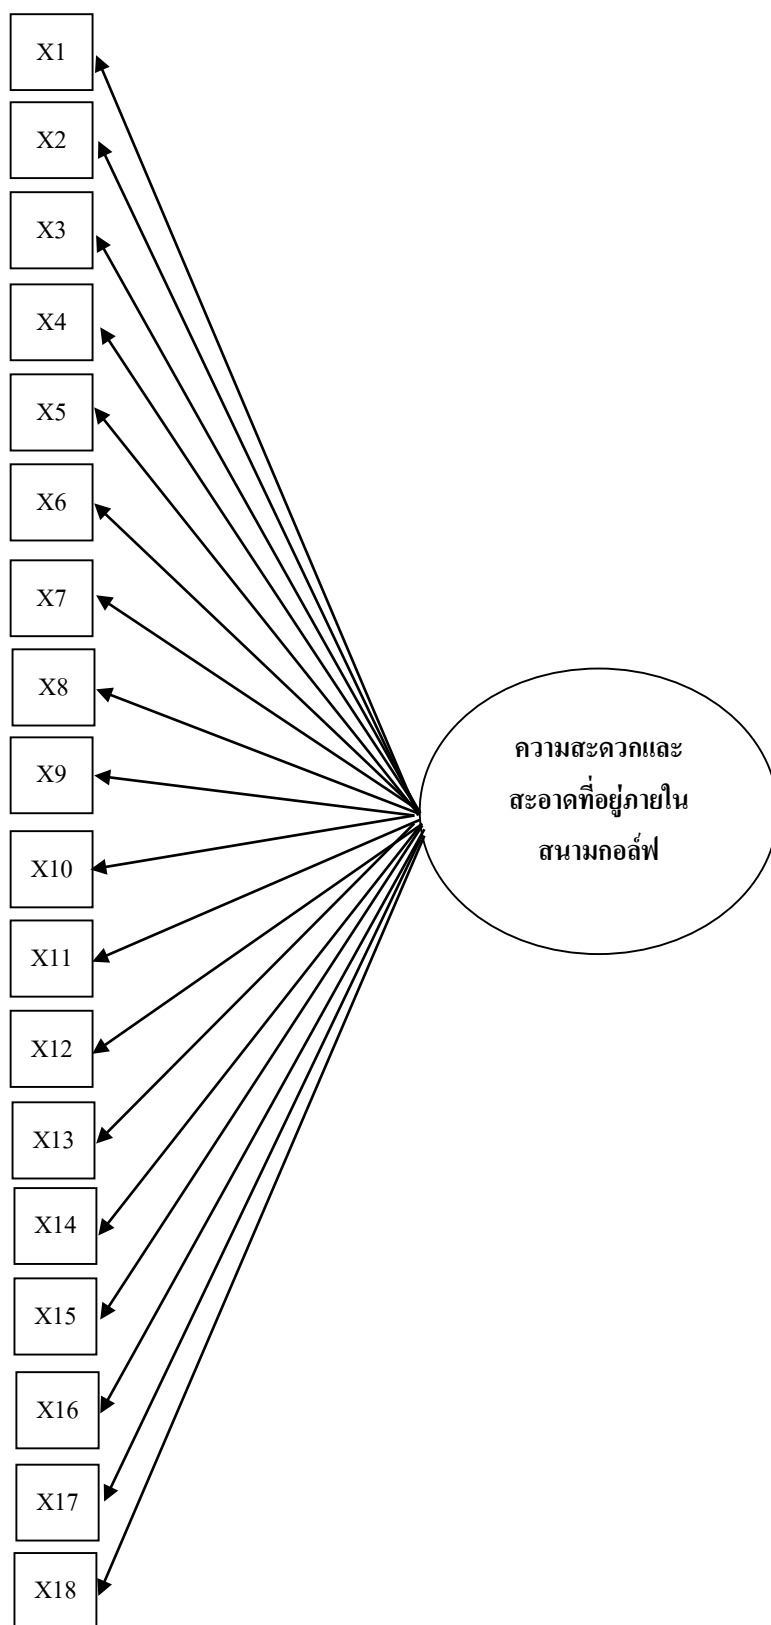 X1
X2
X3
X4
X5
X6
X7
X8
X9
X10
X11
X12
X13
X14
X15
X16
X17
X18
ความสะดวกและ
สะอาดที่อยู่ภายใน
สนามกอล์ฟ